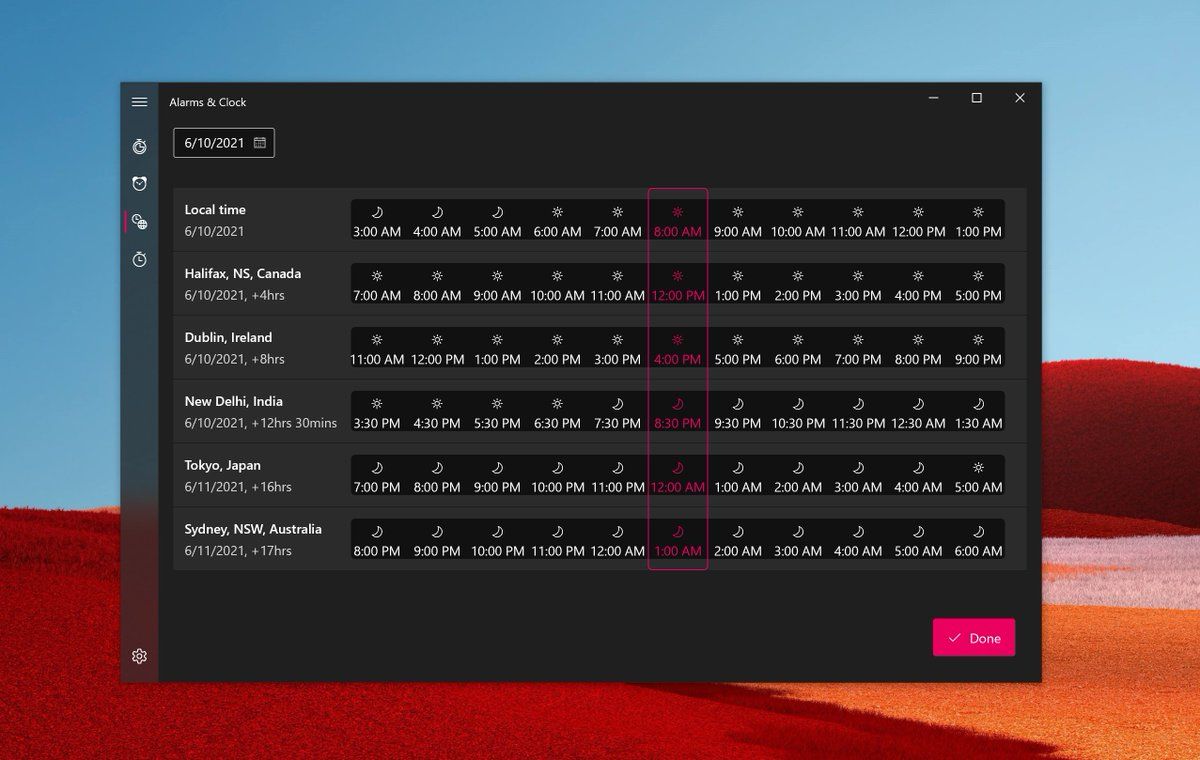 Alarms & Clock
6/10/2021
Local time
6/10/2021
3:00 AM 4:00 AM 5:00 AM 6:00 AM 7:00 AM 8:00 AM 9:00 AM 10:00 AM 11:00 AM 12:00 PM 1:00 PM
Halifax, NS, Canada
6/10/2021, +4hrs
7:00 AM 8:00 AM 9:00 AM 10:00 AM 11:00 AM 12:00 PM 1:00 PM 2:00 PM 3:00 PM 4:00 PM 5:00 PM
Dublin, Ireland
6/10/2021, +8hrs
11:00 AM 12:00 PM 1:00 PM 2:00 PM 3:00 PM 4:00 PM 5:00 PM 6:00 PM 7:00 PM 8:00 PM 9:00 PM
New Delhi, India
6/10/2021, +12hrs 30mins
3:30 PM 4:30 PM 5:30 PM 6:30 PM 7:30 PM 8:30 PM 9:30 PM 10:30 PM 11:30 PM 12:30 AM 1:30 AM
Tokyo, Japan
6/11/2021, +16hrs
7:00 PM 8:00 PM 9:00 PM 10:00 PM 11:00 PM 12:00 AM 1:00 AM 2:00 AM 3:00 AM 4:00 AM 5:00 AM
Sydney, NSW, Australia
6/11/2021, +17hrs
8:00 PM 9:00 PM 10:00 PM 11:00 PM 12:00 AM 1:00 AM 2:00 AM 3:00 AM 4:00 AM 5:00 AM 6:00 AM
Done